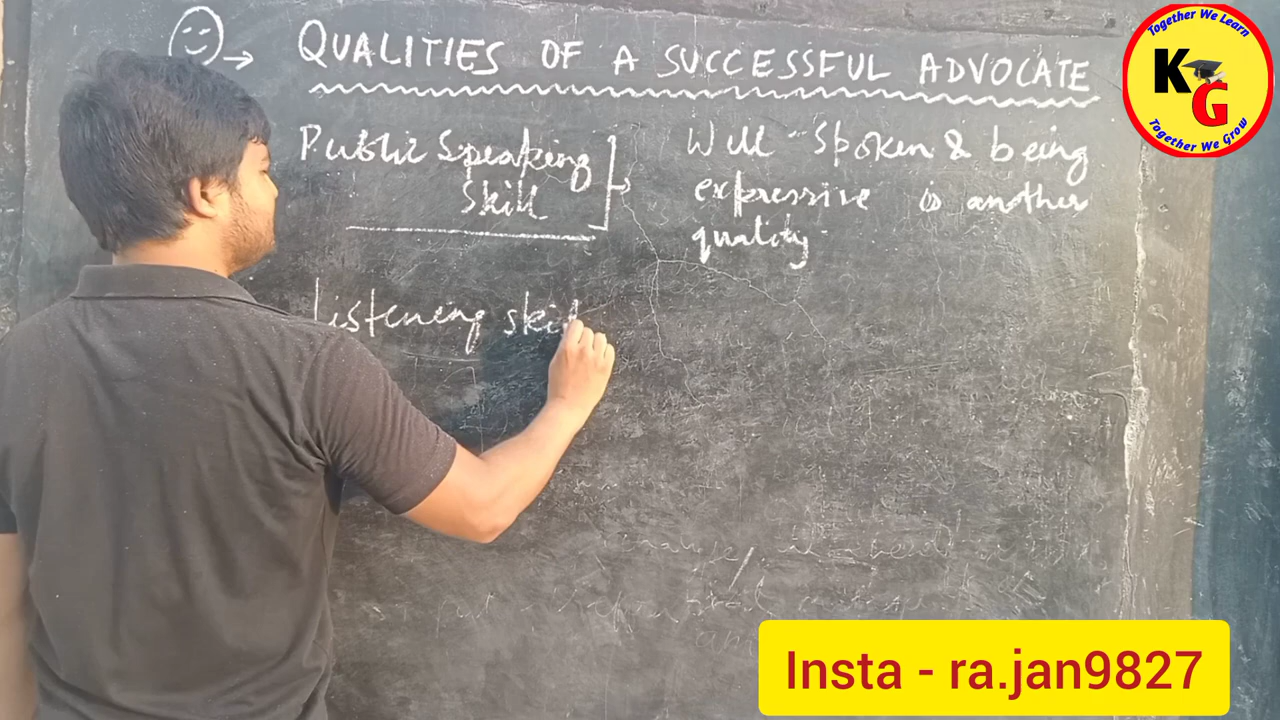 → QUALITIES OF A SUCCESSFUL ADVOCATE
Public Speaking
Skill
Well - Spoken & being
expressive is another
quality.
Listening skil
Together We Learn
KG
Together We Grow
Insta - ra.jan9827